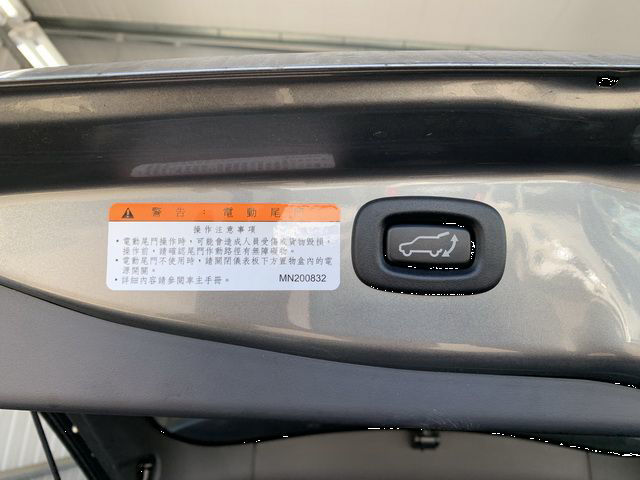 警告：電動尾門
操作注意事項
•電動尾門操作時，可能會造成人員受傷或貨物毀損，
操作前，請確認尾門作動路徑有無障礙物。
•電動尾門不使用時，請開閉儀表板下方置物盒內的電
源開關。
•詳細內容請參閱車主手冊。
MN200832